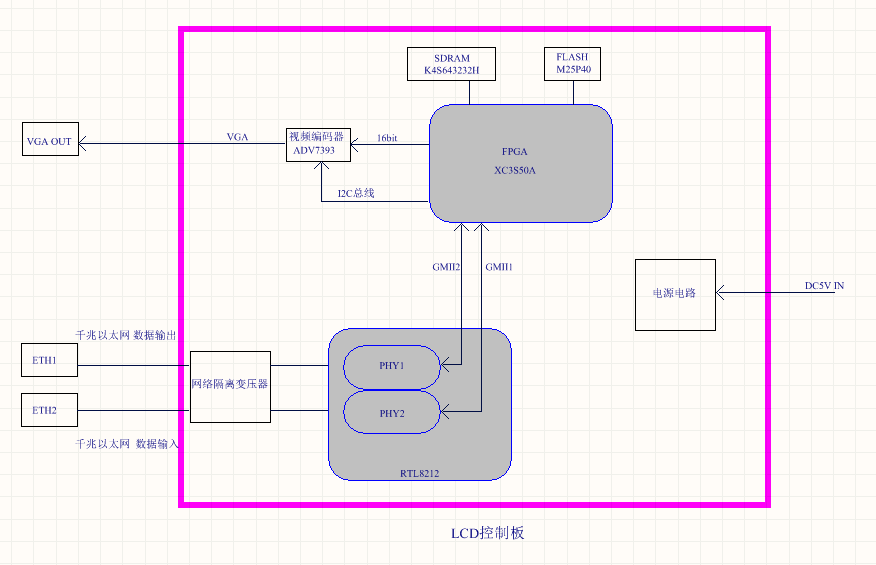 SDRAM
K4S643232H
FLASH
M25P40
VGA OUT
VGA
视频编码器
ADV7393
16bit
FPGA
XC3S50A
I2C总线
GMII2
GMII1
电源电路
DC5V IN
千兆以太网 数据输出
ETH1
网络隔离变压器
PHY1
ETH2
PHY2
千兆以太网 数据输入
RTL8212
LCD控制板